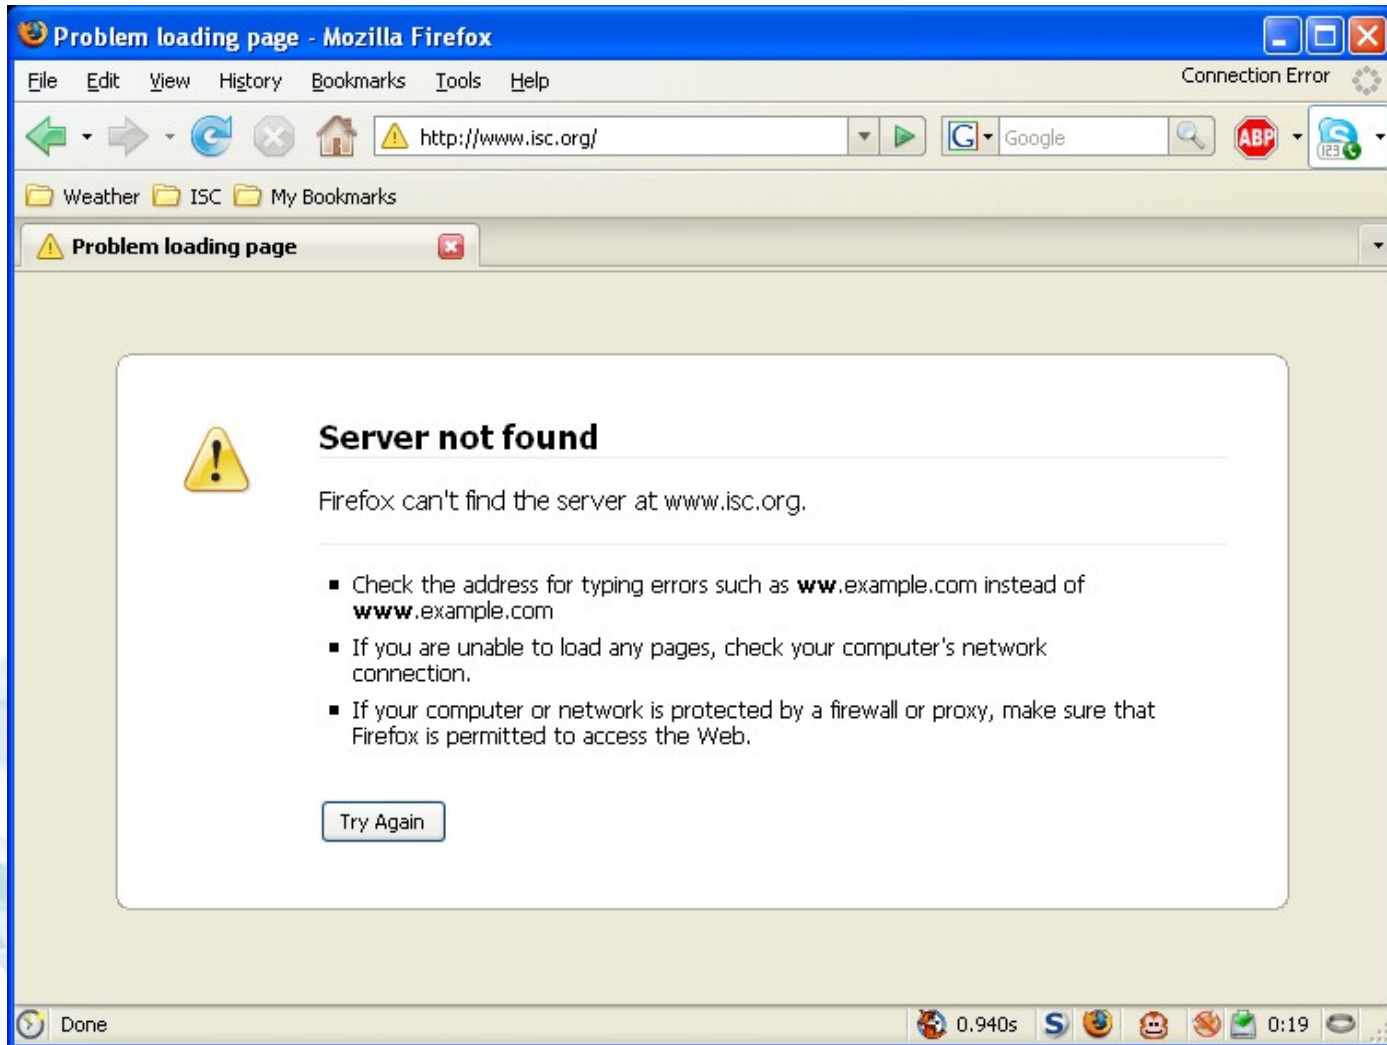 Problem loading page - Mozilla Firefox
File Edit View History Bookmarks Tools Help Connection Error
http://www.isc.org/ G Google ABP 123
Weather ISC My Bookmarks
Problem loading page
Server not found
Firefox can't find the server at www.isc.org.
Check the address for typing errors such as ww.example.com instead of
www.example.com
If you are unable to load any pages, check your computer's network
connection.
If your computer or network is protected by a firewall or proxy, make sure that
Firefox is permitted to access the Web.
Try Again
Done 0.940s S 0:19